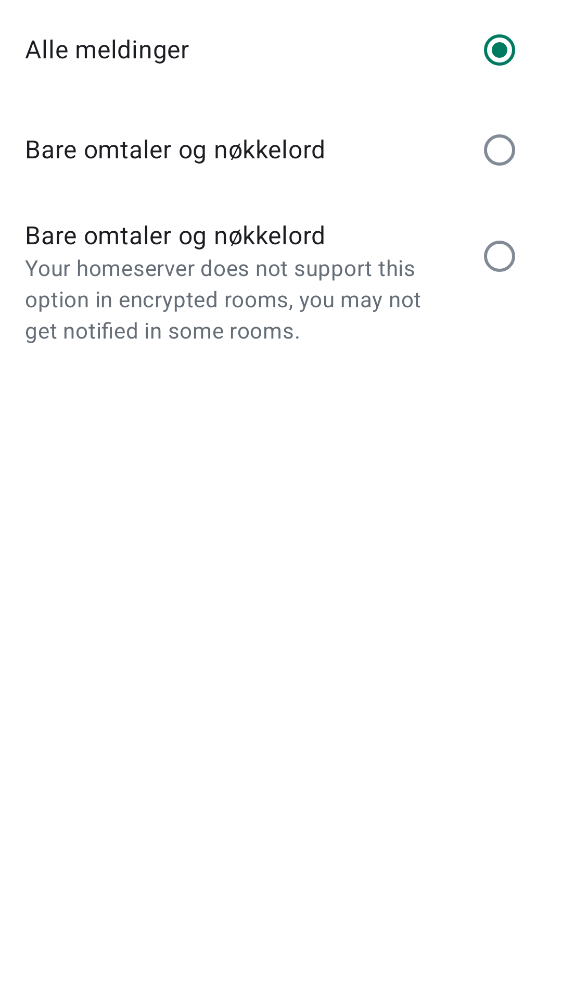 Alle meldinger
Bare omtaler og nøkkelord
Bare omtaler og nøkkelord
Your homeserver does not support this
option in encrypted rooms, you may not
get notified in some rooms.